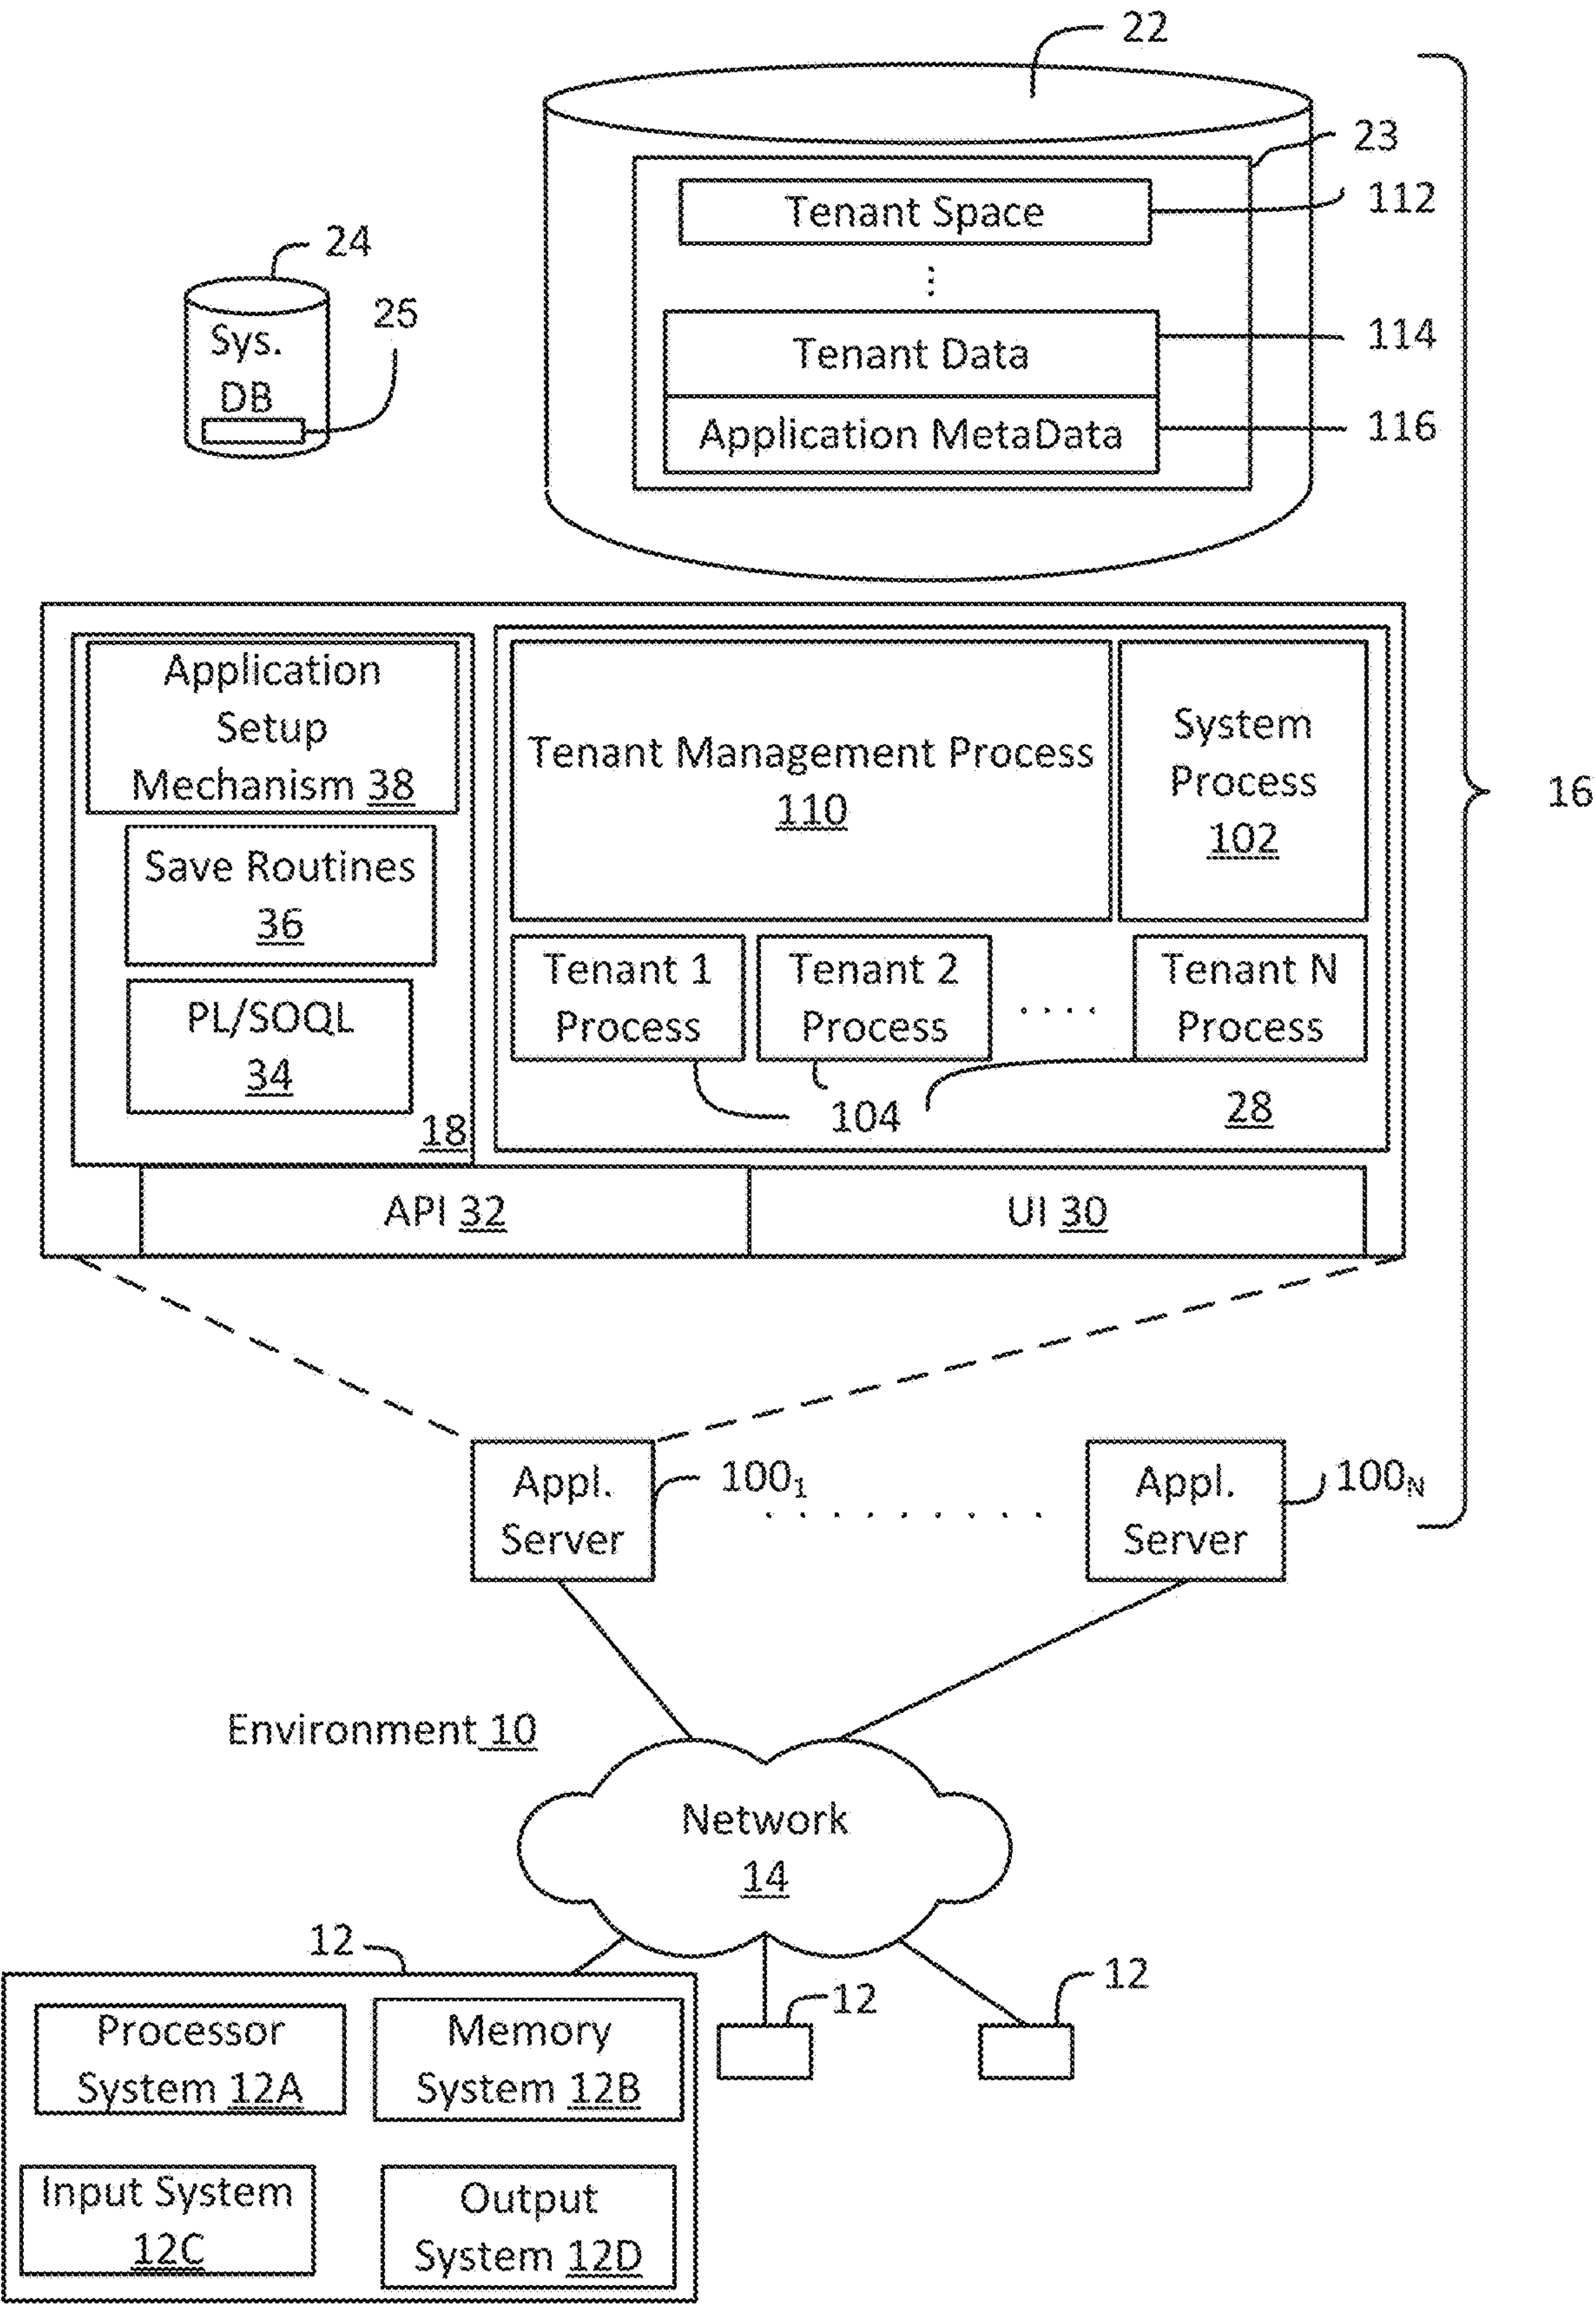 22
23
Tenant Space
112
24
25
Sys.
DB
Tenant Data
114
Application MetaData
116
Application
Setup
Mechanism 38
Save Routines
36
PL/SOQL
34
18
Tenant Management Process
110
System
Process
102
Tenant 1
Process
Tenant 2
Process
. . . .
Tenant N
Process
104
28
16
API 32
UI 30
Appl.
Server
100₁
. . . . . . . . .
Appl.
Server
100N
Environment 10
Network
14
12
Processor
System 12A
Memory
System 12B
Input System
12C
Output
System 12D
12
12